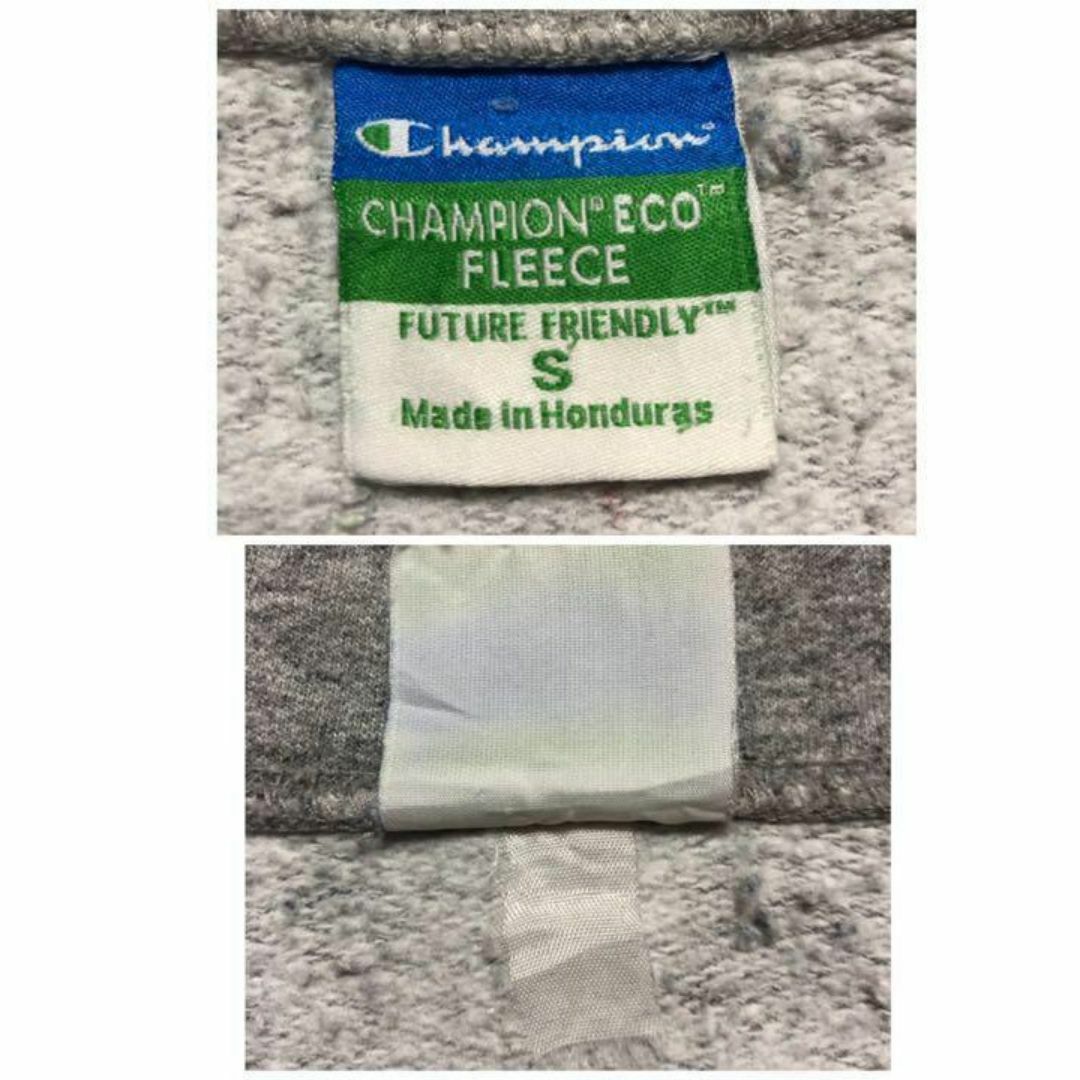 Champion®
CHAMPION® ECO™
FLEECE
FUTURE FRIENDLY™
S
Made in Honduras